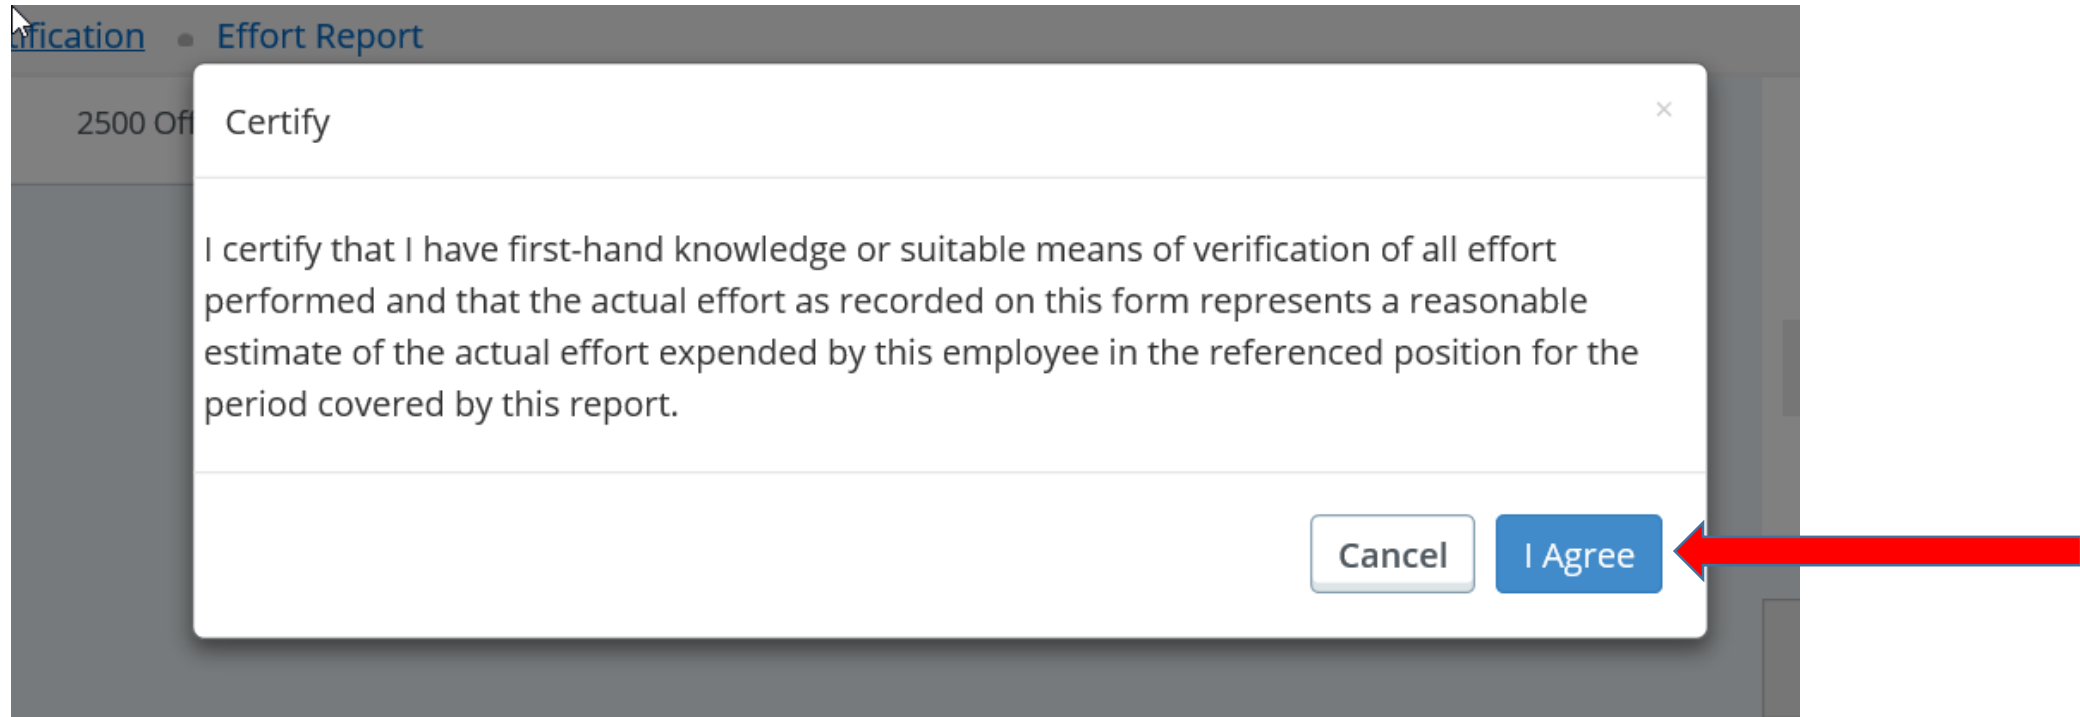 Effort Report
2500
Certify
×
I certify that I have first-hand knowledge or suitable means of verification of all effort
performed and that the actual effort as recorded on this form represents a reasonable
estimate of the actual effort expended by this employee in the referenced position for the
period covered by this report.
Cancel I Agree